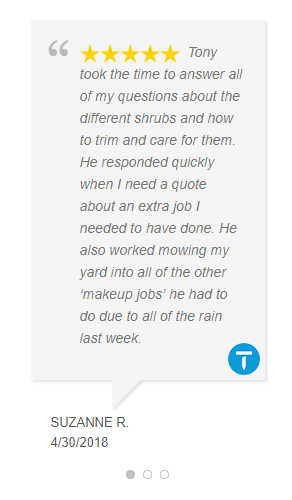 “ ★★★★★ Tony
took the time to answer all
of my questions about the
different shrubs and how
to trim and care for them.
He responded quickly
when I need a quote
about an extra job I
needed to have done. He
also worked mowing my
yard into all of the other
‘makeup jobs’ he had to
do due to all of the rain
last week.
T
SUZANNE R.
4/30/2018